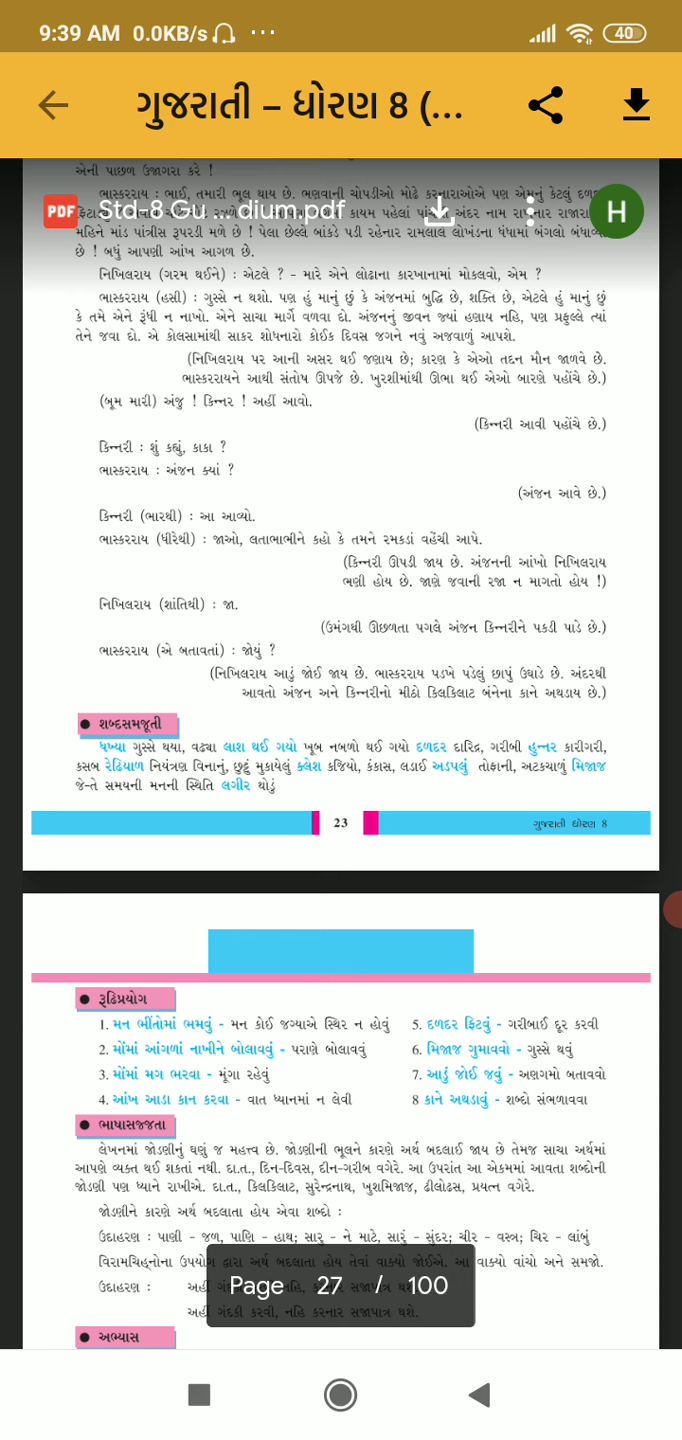 9:39 AM 0.0KB/s ...
40
ગુજરાતી – ધોરણ 8 (...
એની પાછળ ઉજાગરા કરે !
ભાસ્કરરાય : ભાઈ, તમારી ભૂલ થાય છે. ભણવાની ચોપડીઓ મોઢે કરનારાઓએ પણ એમનું કેટલું દળદર
PDF Std-8 Gu ...dium.pdf
H
કાયમ પહેલાં અંદર નામ
મહિને માંડ પાંત્રીસ રૂપરડી મળે છે ! પેલા છેલ્લે બાંકડે પડી રહેનાર રામલાલ લોખંડના ધંધામાં બંગલો બંધાવ્યો
છે ! બધું આપણી આંખ આગળ છે.
નિખિલરાય (ગરમ થઈને) : એટલે ? - મારે એને લોઢાના કારખાનામાં મોકલવો, એમ ?
ભાસ્કરરાય (હસી) : ગુસ્સે ન થશો. પણ હું માનું છું કે અંજનમાં બુદ્ધિ છે, શક્તિ છે, એટલે હું માનું છું
કે તમે એને રૂંધી ન નાખો. એને સાચા માર્ગે વળવા દો. અંજનનું જીવન જ્યાં હણાય નહિ, પણ પ્રફુલ્લે ત્યાં
તેને જવા દો. એ કોલસામાંથી સાકર શોધનારો કોઈક દિવસ જગને નવું અજવાળું આપશે.
(નિખિલરાય પર આની અસર થઈ જણાય છે; કારણ કે એઓ તદન મૌન જાળવે છે.
ભાસ્કરરાયને આથી સંતોષ ઊપજે છે. ખુરશીમાંથી ઊભા થઈ એઓ બારણે પહોંચે છે.)
(બૂમ મારી) અંજુ ! કિન્નર ! અહીં આવો.
(કિન્નરી આવી પહોંચે છે.)
કિન્નરી : શું કહ્યું, કાકા ?
ભાસ્કરરાય : અંજન ક્યાં ?
(અંજન આવે છે.)
કિન્નરી (ભારથી) : આ આવ્યો.
ભાસ્કરરાય (ધીરેથી) : જાઓ, લતાભાભીને કહો કે તમને રમકડાં વહેંચી આપે.
(કિન્નરી ઊપડી જાય છે. અંજનની આંખો નિખિલરાય
ભણી હોય છે. જાણે જવાની રજા ન માગતો હોય !)
નિખિલરાય (શાંતિથી) : જા.
(ઉમંગથી ઊછળતા પગલે અંજન કિન્નરીને પકડી પાડે છે.)
ભાસ્કરરાય (એ બતાવતાં) : જોયું ?
(નિખિલરાય આડું જોઈ જાય છે. ભાસ્કરરાય પડખે પડેલું છાપું ઉઘાડે છે. અંદરથી
આવતો અંજન અને કિન્નરીનો મીઠો કિલકિલાટ બંનેના કાને અથડાય છે.)
● શબ્દસમજૂતી
ધખ્યા ગુસ્સે થયા, વઢ્યા લાશ થઈ ગયો ખૂબ નબળો થઈ ગયો દળદર દારિદ્ર, ગરીબી હુન્નર કારીગરી,
કસબ રેઢિયાળ નિયંત્રણ વિનાનું, છુટ્ટું મુકાયેલું ક્લેશ કજિયો, કંકાસ, લડાઈ અડપલું તોફાની, અટકચાળું મિજાજ
જે-તે સમયની મનની સ્થિતિ લગીર થોડું
23
ગુજરાતી ધોરણ 8
● રૂઢિપ્રયોગ
1. મન ભીંતોમાં ભમવું - મન કોઈ જગ્યાએ સ્થિર ન હોવું 5. દળદર ફિટવું - ગરીબાઈ દૂર કરવી
2. મોંમાં આંગળાં નાખીને બોલાવવું - પરાણે બોલાવવું 6. મિજાજ ગુમાવવો - ગુસ્સે થવું
3. મોંમાં મગ ભરવા - મૂંગા રહેવું 7. આડું જોઈ જવું - અણગમો બતાવવો
4. આંખ આડા કાન કરવા - વાત ધ્યાનમાં ન લેવી 8 કાને અથડાવું - શબ્દો સંભળાવવા
● ભાષાસજ્જતા
લેખનમાં જોડણીનું ઘણું જ મહત્ત્વ છે. જોડણીની ભૂલને કારણે અર્થ બદલાઈ જાય છે તેમજ સાચા અર્થમાં
આપણે વ્યક્ત થઈ શકતાં નથી. દા.ત., દિન-દિવસ, દીન-ગરીબ વગેરે. આ ઉપરાંત આ એકમમાં આવતા શબ્દોની
જોડણી પણ ધ્યાને રાખીએ. દા.ત., કિલકિલાટ, સુરેન્દ્રનાથ, ખુશમિજાજ, ઢીલોઢસ, પ્રયત્ન વગેરે.
જોડણીને કારણે અર્થ બદલાતા હોય એવા શબ્દો :
ઉદાહરણ : પાણી - જળ, પાણિ - હાથ; સારુ - ને માટે, સારું - સુંદર; ચીર - વસ્ત્ર; ચિર - લાંબું
વિરામચિહ્નોના ઉપયોગ દ્વારા અર્થ બદલાતા હોય તેવાં વાક્યો જોઈએ. આ વાક્યો વાંચો અને સમજો.
Page 27 / 100
ઉદાહરણ : અહીં
અહીં ગંદકી કરવી, નહિ કરનાર સજાપાત્ર થશે.
● અભ્યાસ